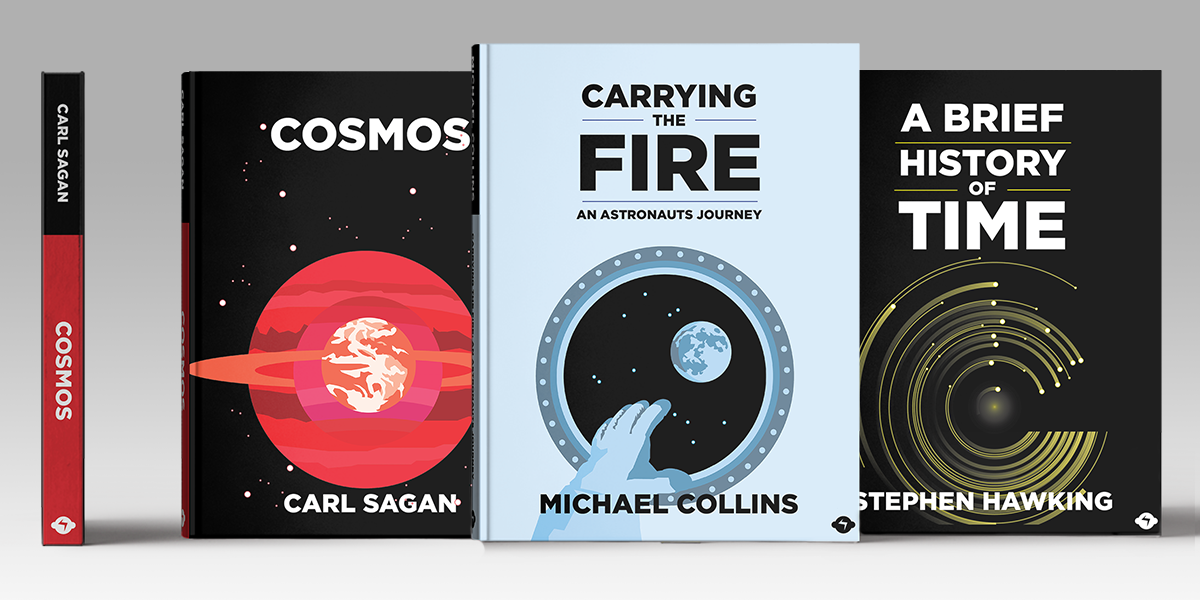 CARL SAGAN
COSMOS
COSMOS
CARL SAGAN
CARRYING
THE
FIRE
AN ASTRONAUTS JOURNEY
MICHAEL COLLINS
A BRIEF
HISTORY
OF
TIME
STEPHEN HAWKING